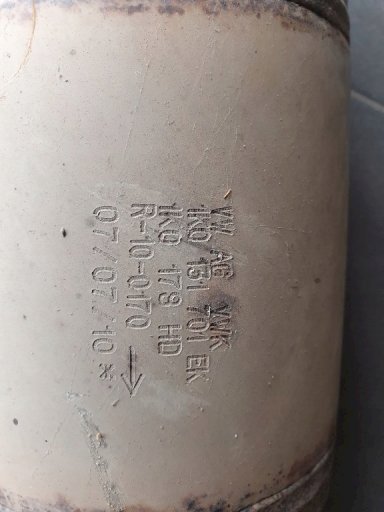 VW AG VWK
1K0 131 701 EK
1K0 178 HD
R-10-0170
07/07/10*